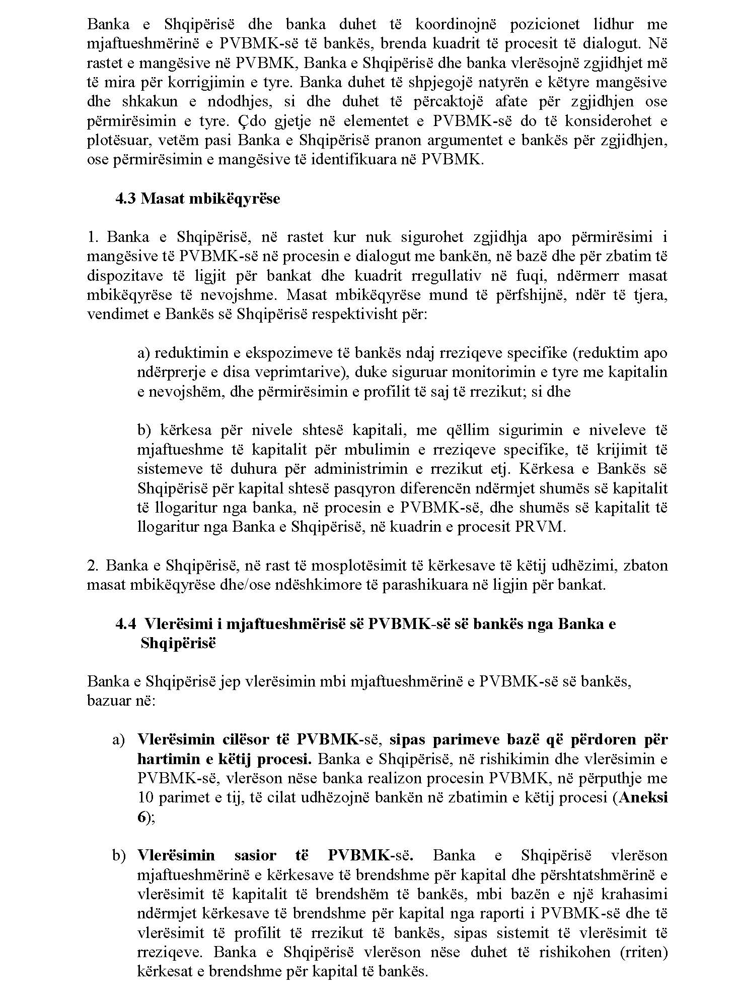 Banka e Shqipërisë dhe banka duhet të koordinojnë pozicionet lidhur me
mjaftueshmërinë e PVBMK-së të bankës, brenda kuadrit të procesit të dialogut. Në
rastet e mangësive në PVBMK, Banka e Shqipërisë dhe banka vlerësojnë zgjidhjet më
të mira për korrigjimin e tyre. Banka duhet të shpjegojë natyrën e këtyre mangësive
dhe shkakun e ndodhjes, si dhe duhet të përcaktojë afate për zgjidhjen ose
përmirësimin e tyre. Çdo gjetje në elementet e PVBMK-së do të konsiderohet e
plotësuar, vetëm pasi Banka e Shqipërisë pranon argumentet e bankës për zgjidhjen,
ose përmirësimin e mangësive të identifikuara në PVBMK.
4.3 Masat mbikëqyrëse
1. Banka e Shqipërisë, në rastet kur nuk sigurohet zgjidhja apo përmirësimi i
mangësive të PVBMK-së në procesin e dialogut me bankën, në bazë dhe për zbatim të
dispozitave të ligjit për bankat dhe kuadrit rregullativ në fuqi, ndërmerr masat
mbikëqyrëse të nevojshme. Masat mbikëqyrëse mund të përfshijnë, ndër të tjera,
vendimet e Bankës së Shqipërisë respektivisht për:
a) reduktimin e ekspozimeve të bankës ndaj rreziqeve specifike (reduktim apo
ndërprerje e disa veprimtarive), duke siguruar monitorimin e tyre me kapitalin
e nevojshëm, dhe përmirësimin e profilit të saj të rrezikut; si dhe
b) kërkesa për nivele shtesë kapitali, me qëllim sigurimin e niveleve të
mjaftueshme të kapitalit për mbulimin e rreziqeve specifike, të krijimit të
sistemeve të duhura për administrimin e rrezikut etj. Kërkesa e Bankës së
Shqipërisë për kapital shtesë pasqyron diferencën ndërmjet shumës së kapitalit
të llogaritur nga banka, në procesin e PVBMK-së, dhe shumës së kapitalit të
llogaritur nga Banka e Shqipërisë, në kuadrin e procesit PRVM.
2. Banka e Shqipërisë, në rast të mosplotësimit të kërkesave të këtij udhëzimi, zbaton
masat mbikëqyrëse dhe/ose ndëshkimore të parashikuara në ligjin për bankat.
4.4 Vlerësimi i mjaftueshmërisë së PVBMK-së së bankës nga Banka e
Shqipërisë
Banka e Shqipërisë jep vlerësimin mbi mjaftueshmërinë e PVBMK-së së bankës,
bazuar në:
a) Vlerësimin cilësor të PVBMK-së, sipas parimeve bazë që përdoren për
hartimin e këtij procesi. Banka e Shqipërisë, në rishikimin dhe vlerësimin e
PVBMK-së, vlerëson nëse banka realizon procesin PVBMK, në përputhje me
10 parimet e tij, të cilat udhëzojnë bankën në zbatimin e këtij procesi (Aneksi
6);
b) Vlerësimin sasior të PVBMK-së. Banka e Shqipërisë vlerëson
mjaftueshmërinë e kërkesave të brendshme për kapital dhe përshtatshmërinë e
vlerësimit të kapitalit të brendshëm të bankës, mbi bazën e një krahasimi
ndërmjet kërkesave të brendshme për kapital nga raporti i PVBMK-së dhe të
vlerësimit të profilit të rrezikut të bankës, sipas sistemit të vlerësimit të
rreziqeve. Banka e Shqipërisë vlerëson nëse duhet të rishikohen (rriten)
kërkesat e brendshme për kapital të bankës.